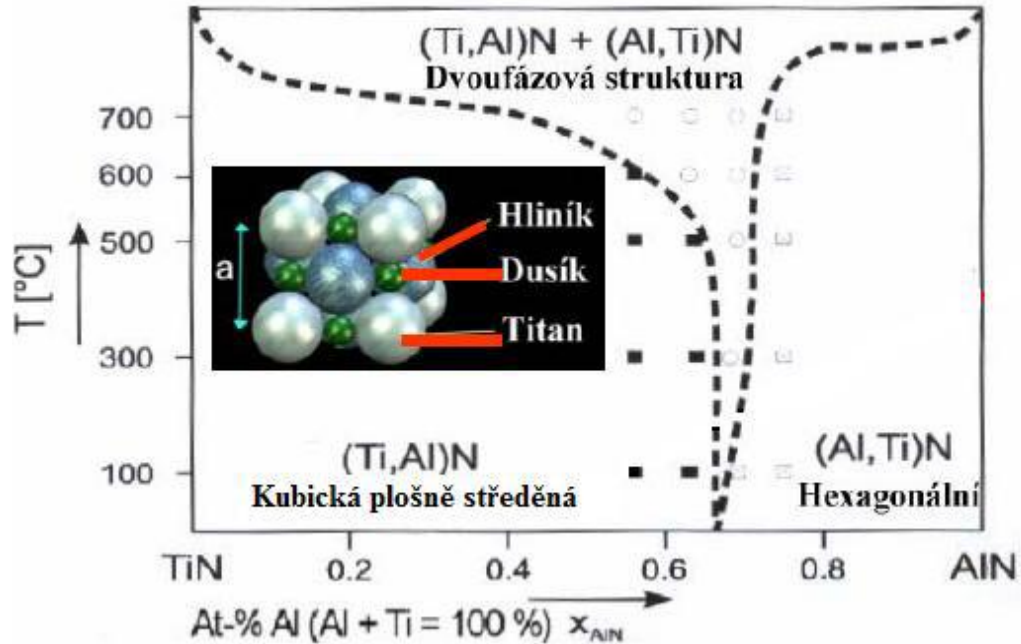 (Ti,Al)N + (Al,Ti)N
Dvoufázová struktura
T [°C]
700
600
500
300
100
a
Hliník
Dusík
Titan
(Ti,Al)N
Kubická plošně středěná
(Al,Ti)N
Hexagonální
TiN
0.2
0.4
0.6
0.8
AlN
At-% Al (Al + Ti = 100 %) x_AlN